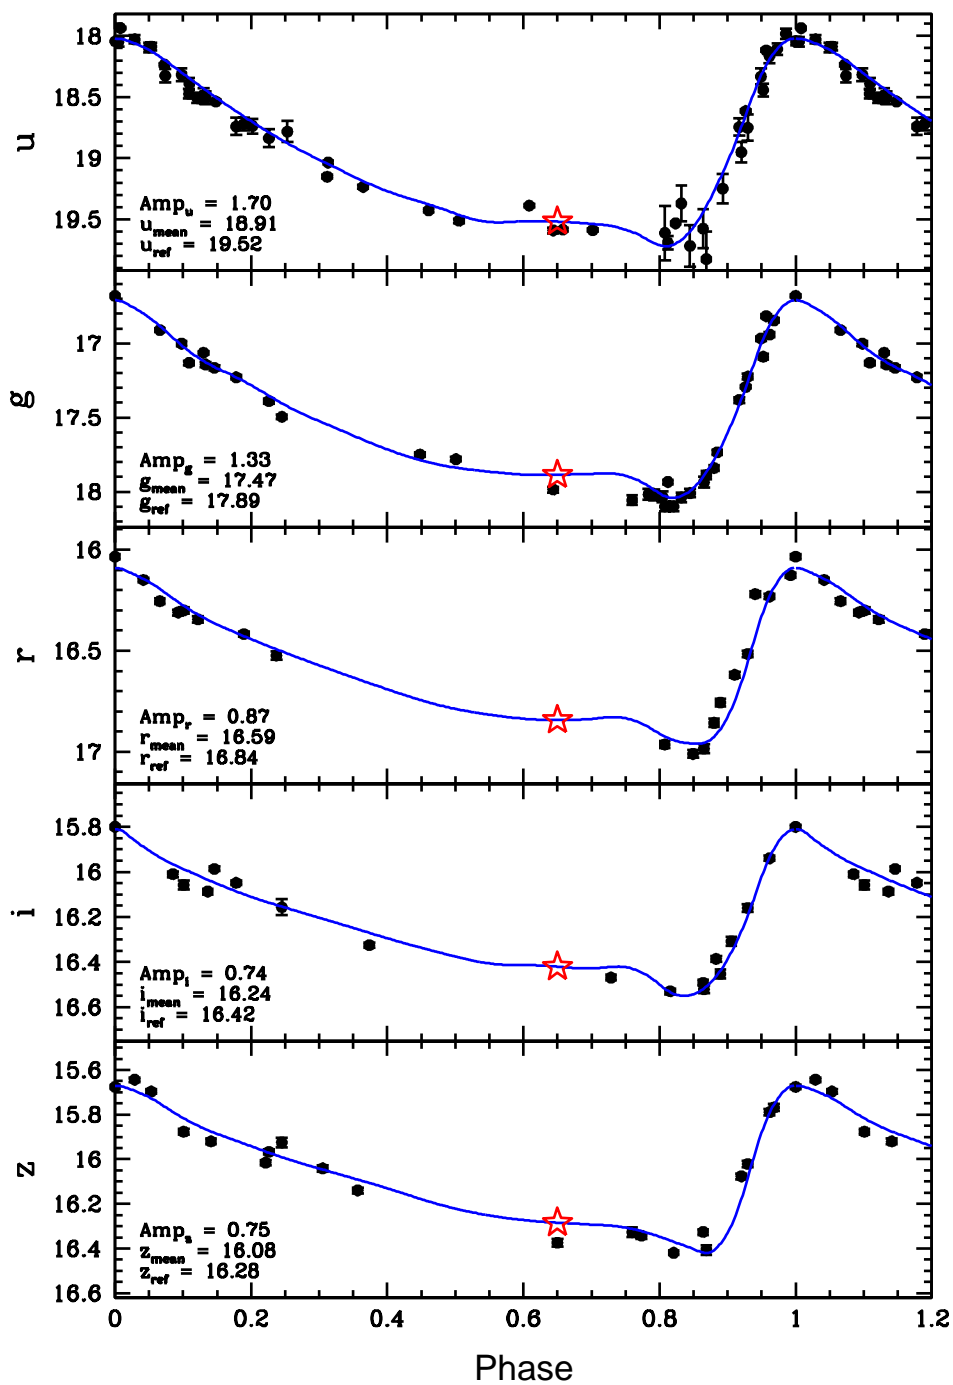 18
18.5
19
19.5
u
Amp_u = 1.70
u_mean = 18.91
u_ref = 19.52
17
17.5
18
g
Amp_g = 1.33
g_mean = 17.47
g_ref = 17.89
16
16.5
17
r
Amp_r = 0.87
r_mean = 16.59
r_ref = 16.84
15.8
16
16.2
16.4
16.6
i
Amp_i = 0.74
i_mean = 16.24
i_ref = 16.42
15.6
15.8
16
16.2
16.4
16.6
z
Amp_z = 0.75
z_mean = 16.08
z_ref = 16.28
0 0.2 0.4 0.6 0.8 1 1.2
Phase